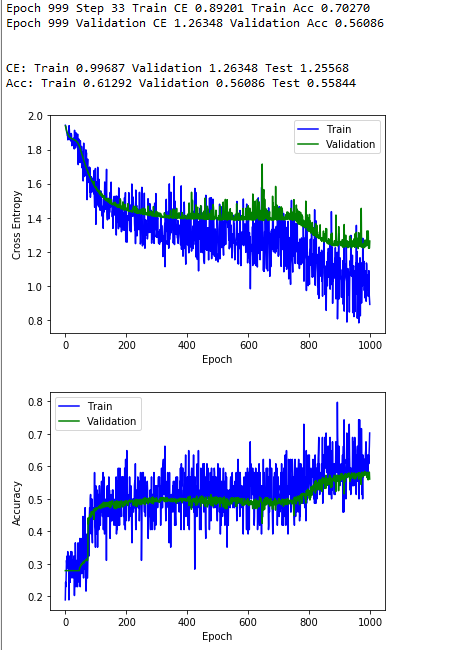 Epoch 999 Step 33 Train CE 0.89201 Train Acc 0.70270
Epoch 999 Validation CE 1.26348 Validation Acc 0.56086
CE: Train 0.99687 Validation 1.26348 Test 1.25568
Acc: Train 0.61292 Validation 0.56086 Test 0.55844
2.0
1.8
1.6
1.4
1.2
1.0
0.8
Cross Entropy
Train
Validation
0 200 400 600 800 1000
Epoch
0.8
0.7
0.6
0.5
0.4
0.3
0.2
Accuracy
Train
Validation
0 200 400 600 800 1000
Epoch